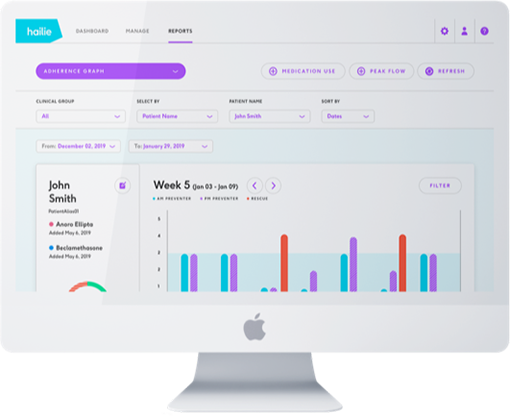 hailie DASHBOARD MANAGE REPORTS ?
ADHERENCE GRAPH MEDICATION USE PEAK FLOW REFRESH
CLINICAL GROUP SELECT BY PATIENT NAME SORT BY
All Patient Name John Smith Dates
From: December 02, 2019 To: January 29, 2019
John
Smith
PatientAlias01
Anoro Ellipta
Added May 6, 2019
Beclamethasone
Added May 6, 2019
Week 5 (Jan 03 - Jan 09) FILTER
AM PREVENTER PM PREVENTER RESCUE
5
4
3
2
1